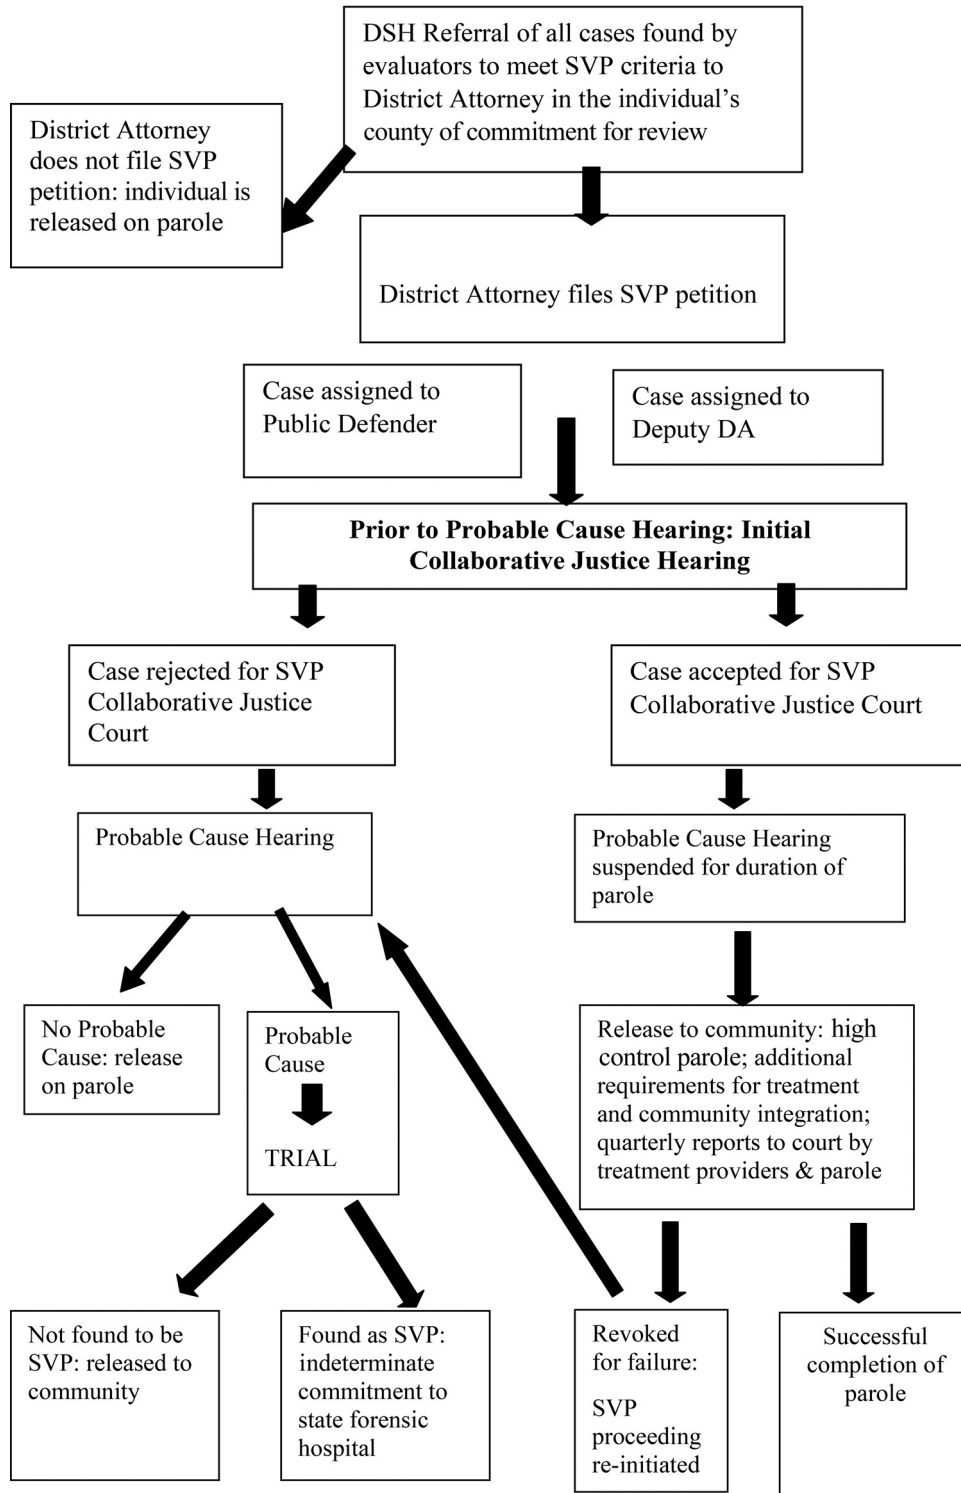 DSH Referral of all cases found by
evaluators to meet SVP criteria to
District Attorney in the individual's
county of commitment for review
District Attorney
does not file SVP
petition: individual is
released on parole
District Attorney files SVP petition
Case assigned to
Public Defender
Case assigned to
Deputy DA
Prior to Probable Cause Hearing: Initial
Collaborative Justice Hearing
Case rejected for SVP
Collaborative Justice
Court
Case accepted for SVP
Collaborative Justice Court
Probable Cause Hearing
Probable Cause Hearing
suspended for duration of
parole
No Probable
Cause: release
on parole
Probable
Cause
TRIAL
Release to community: high
control parole; additional
requirements for treatment
and community integration;
quarterly reports to court by
treatment providers & parole
Not found to be
SVP: released to
community
Found as SVP:
indeterminate
commitment to
state forensic
hospital
Revoked
for failure:
SVP
proceeding
re-initiated
Successful
completion of
parole